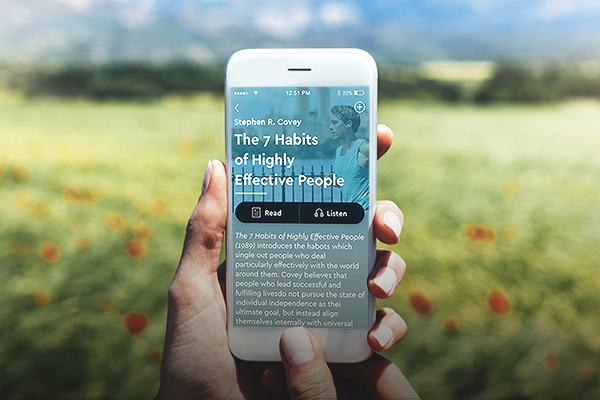 12:51 PM 22%
Stephen R. Covey
The 7 Habits
of Highly
Effective People
Read Listen
The 7 Habits of Highly Effective People
(1989) introduces the habots which
single out people who deal
particularly effectively with the world
around them. Covey believes that
people who lead successful and
fulfilling livesdo not pursue the state of
individual independence as thei
ultimate goal, but instead align
themselves internally with universal